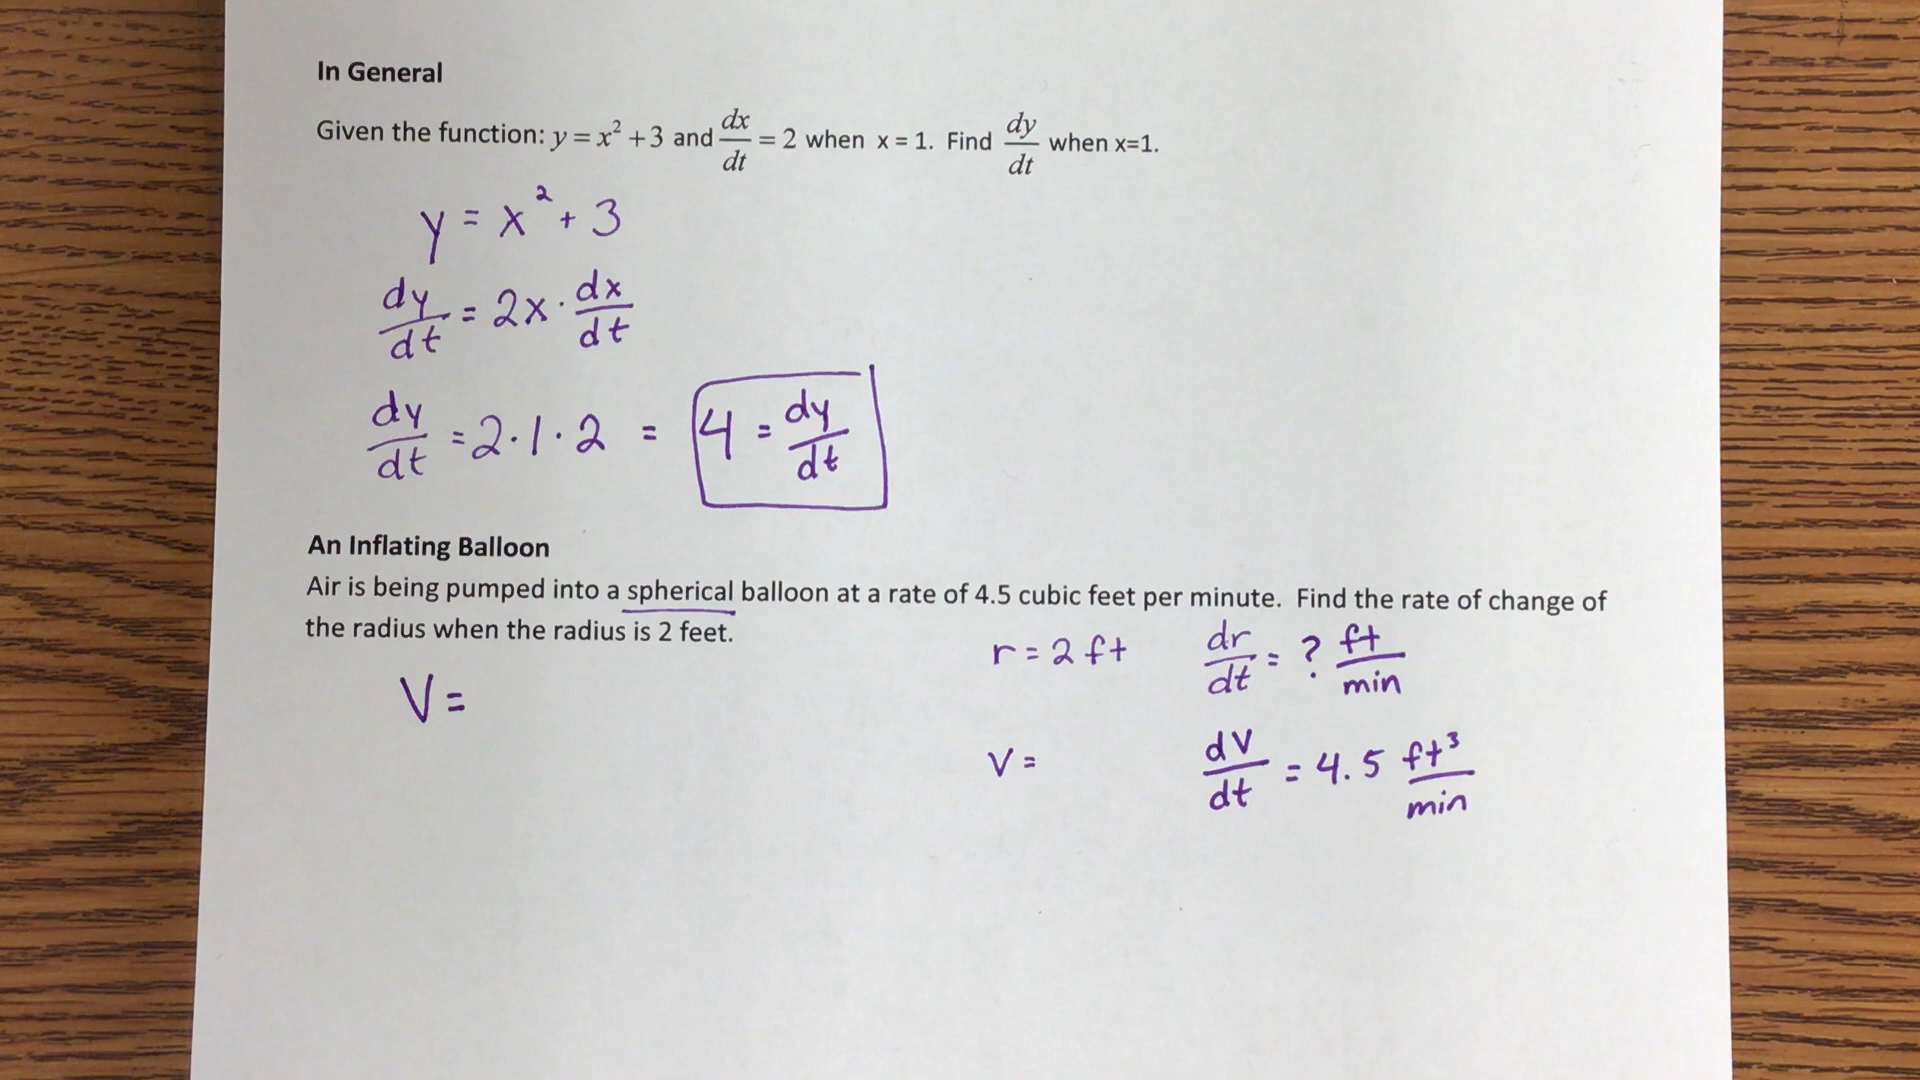 In General
Given the function: y = x² + 3 and dx/dt = 2 when x = 1. Find dy/dt when x=1.
y = x² + 3
dy/dt = 2x · dx/dt
dy/dt = 2 · 1 · 2 = 4 = dy/dt
An Inflating Balloon
Air is being pumped into a spherical balloon at a rate of 4.5 cubic feet per minute. Find the rate of change of
the radius when the radius is 2 feet.
r = 2 ft dr/dt = ? ft/min
V =
V = dV/dt = 4.5 ft³/min